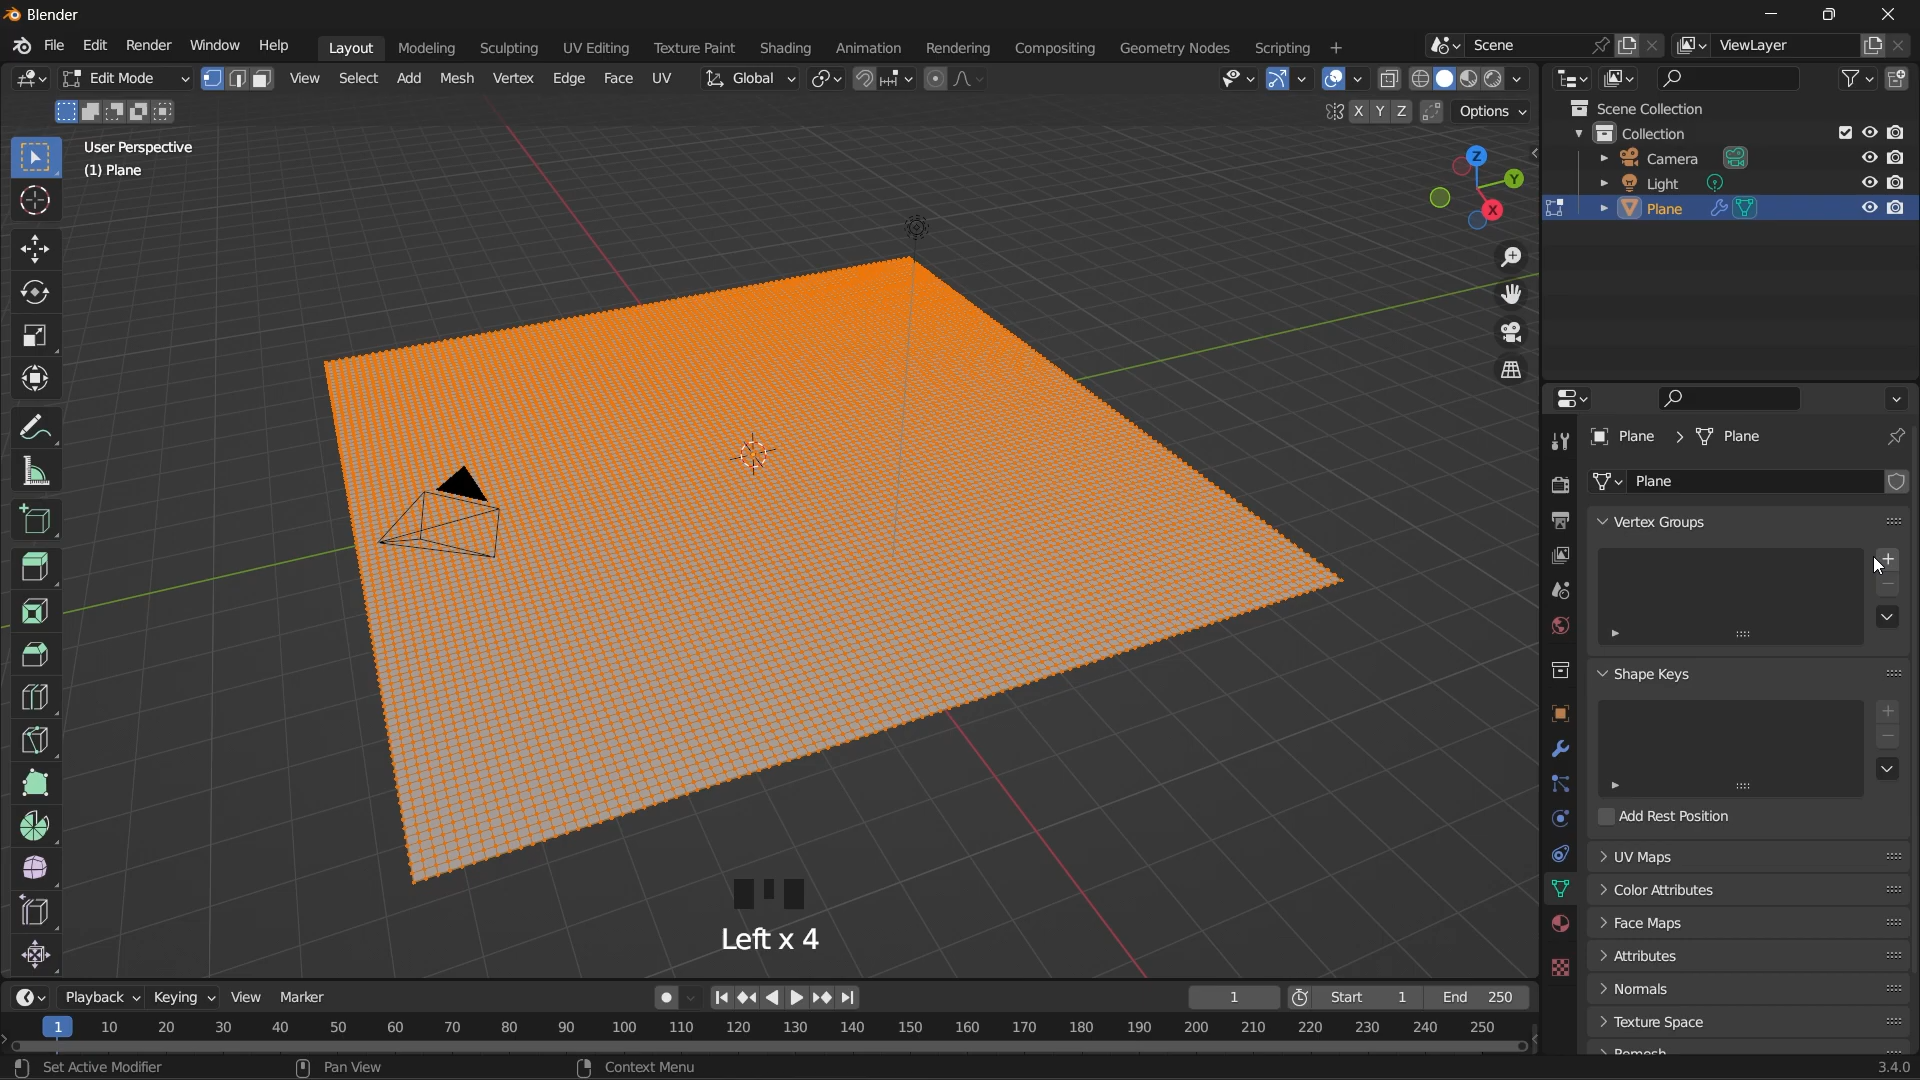 Blender
File Edit Render Window Help Layout Modeling Sculpting UV Editing Texture Paint Shading Animation Rendering Compositing Geometry Nodes Scripting + Scene ViewLayer
Edit Mode View Select Add Mesh Vertex Edge Face UV Global
X Y Z Options
User Perspective
(1) Plane
Z
Y
X
Scene Collection
Collection
Camera
Light
Plane
Plane > Plane
Plane
Vertex Groups
Shape Keys
Add Rest Position
UV Maps
Color Attributes
Face Maps
Attributes
Normals
Texture Space
Remesh
Left x 4
Playback Keying View Marker 1 Start 1 End 250
1 10 20 30 40 50 60 70 80 90 100 110 120 130 140 150 160 170 180 190 200 210 220 230 240 250
Set Active Modifier Pan View Context Menu 3.4.0